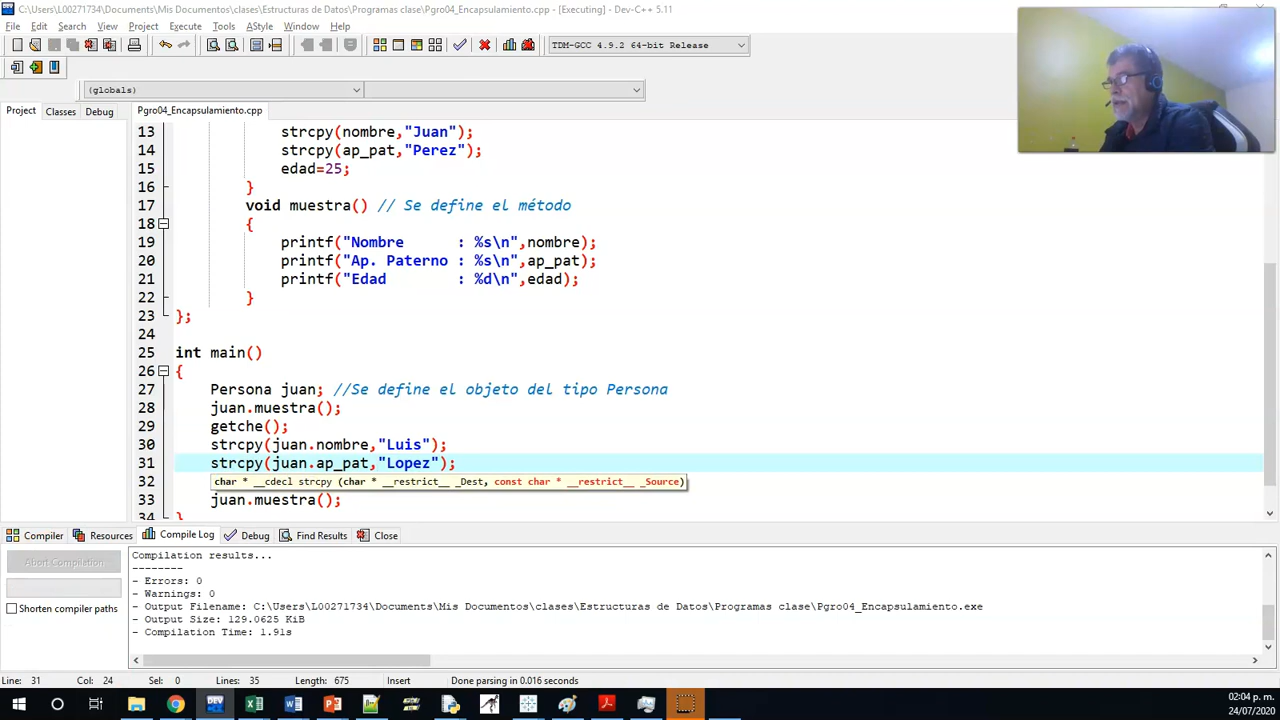 C:\Users\L00271734\Documents\Mis Documentos\clases\Estructuras de Datos\Programas clase\Pgro04_Encapsulamiento.cpp - [Executing] - Dev-C++ 5.11
File Edit Search View Project Execute Tools AStyle Window Help
TDM-GCC 4.9.2 64-bit Release
(globals)
Project Classes Debug Pgro04_Encapsulamiento.cpp
13 strcpy(nombre,"Juan");
14 strcpy(ap_pat,"Perez");
15 edad=25;
16 }
17 void muestra() // Se define el método
18 {
19 printf("Nombre      : %s\n",nombre);
20 printf("Ap. Paterno : %s\n",ap_pat);
21 printf("Edad        : %d\n",edad);
22 }
23 };
24
25 int main()
26 {
27 Persona juan; //Se define el objeto del tipo Persona
28 juan.muestra();
29 getche();
30 strcpy(juan.nombre,"Luis");
31 strcpy(juan.ap_pat,"Lopez");
32 char * __cdecl strcpy (char * __restrict__ _Dest, const char * __restrict__ _Source)
33 juan.muestra();
34 }
Compiler Resources Compile Log Debug Find Results Close
Abort Compilation
Shorten compiler paths
Compilation results...
--------
- Errors: 0
- Warnings: 0
- Output Filename: C:\Users\L00271734\Documents\Mis Documentos\clases\Estructuras de Datos\Programas clase\Pgro04_Encapsulamiento.exe
- Output Size: 129.0625 KiB
- Compilation Time: 1.91s
Line: 31 Col: 24 Sel: 0 Lines: 35 Length: 675 Insert Done parsing in 0.016 seconds
DEV
02:04 p. m.
24/07/2020